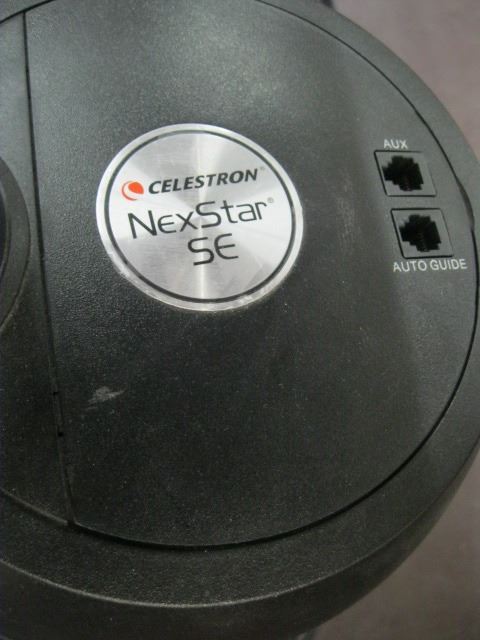 CELESTRON®
NexStar®
SE
AUX
AUTO GUIDE